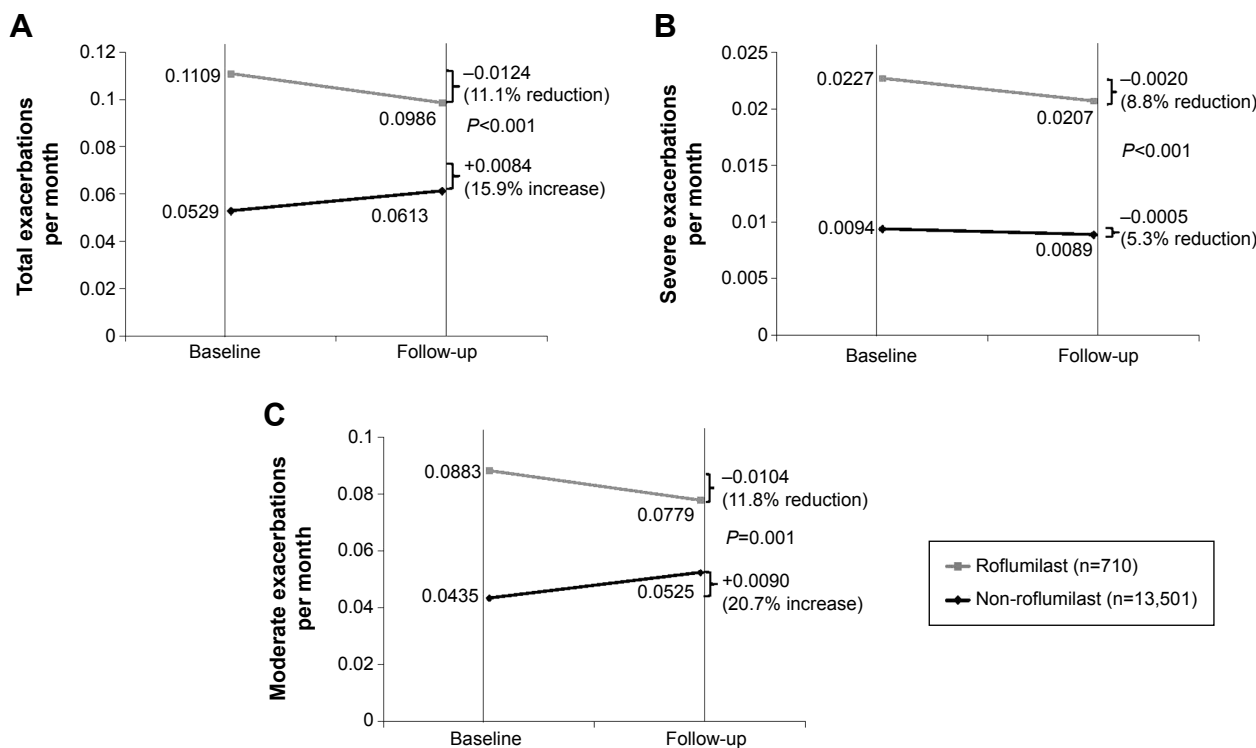 A
Total exacerbations
per month
0.12
0.1
0.08
0.06
0.04
0.02
0
0.1109
0.0986
0.0529
0.0613
–0.0124
(11.1% reduction)
P<0.001
+0.0084
(15.9% increase)
Baseline
Follow-up
B
Severe exacerbations
per month
0.025
0.02
0.015
0.01
0.005
0
0.0227
0.0207
0.0094
0.0089
–0.0020
(8.8% reduction)
P<0.001
–0.0005
(5.3% reduction)
Baseline
Follow-up
C
Moderate exacerbations
per month
0.1
0.08
0.06
0.04
0.02
0
0.0883
0.0779
0.0435
0.0525
–0.0104
(11.8% reduction)
P=0.001
+0.0090
(20.7% increase)
Baseline
Follow-up
Roflumilast (n=710)
Non-roflumilast (n=13,501)